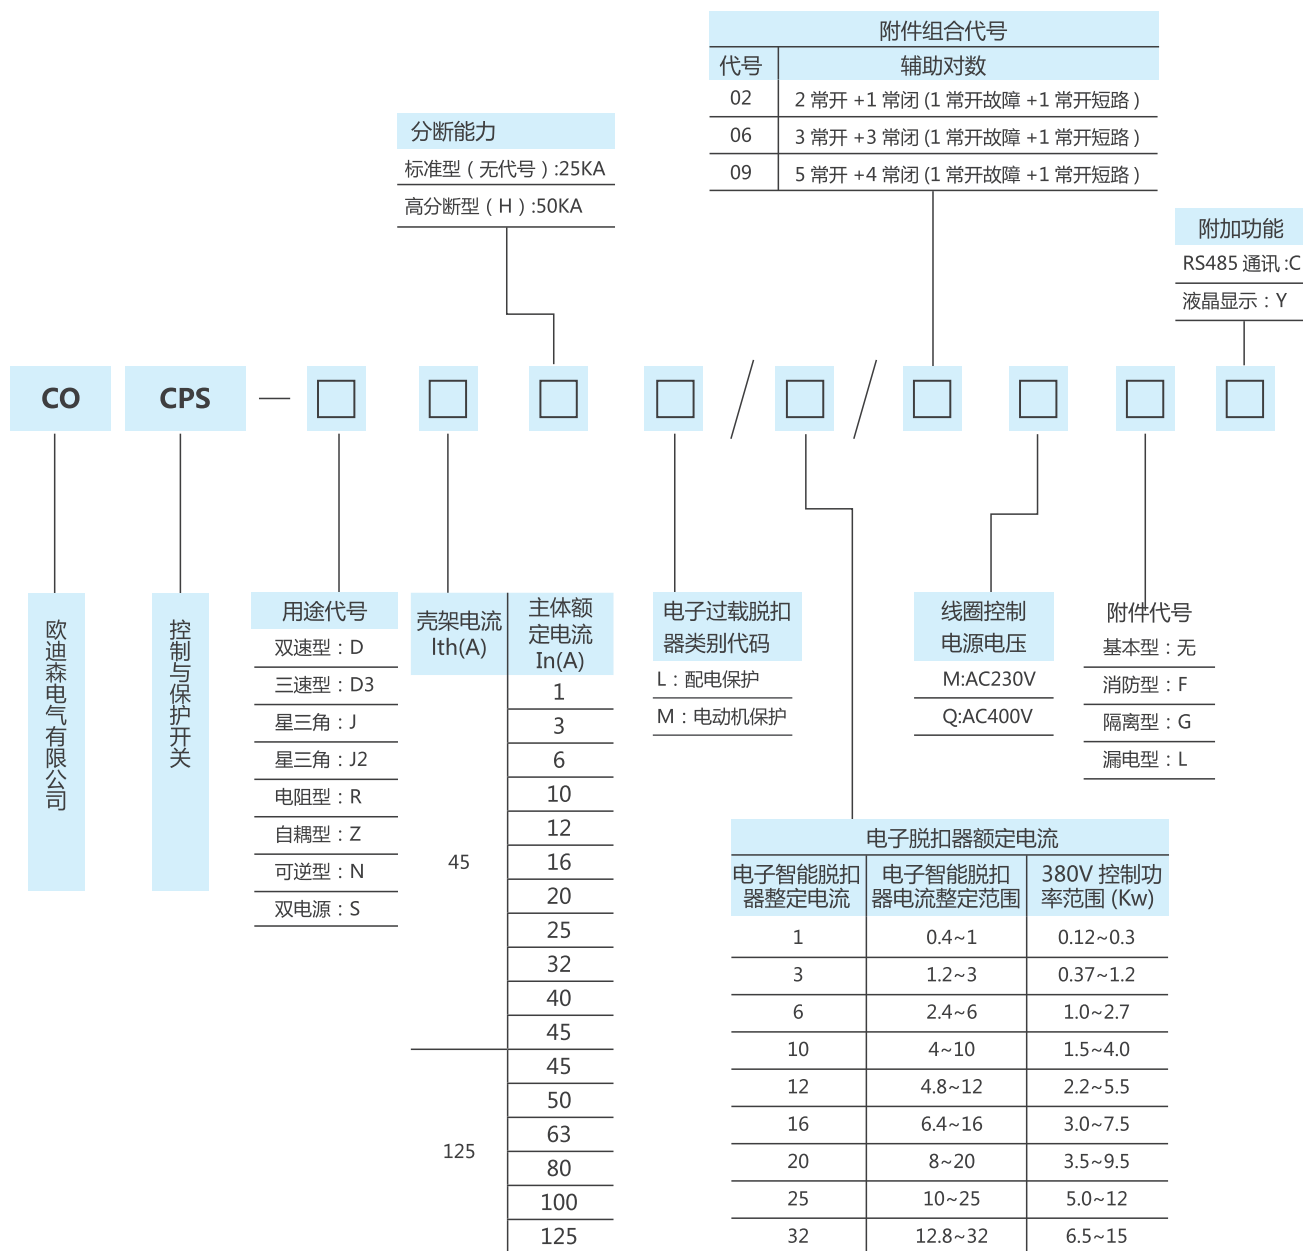 附件组合代号
代号 辅助对数
02 2 常开 +1 常闭 (1 常开故障 +1 常开短路 )
06 3 常开 +3 常闭 (1 常开故障 +1 常开短路 )
09 5 常开 +4 常闭 (1 常开故障 +1 常开短路 )
分断能力
标准型（无代号）:25KA
高分断型（H）:50KA
附加功能
RS485 通讯 :C
液晶显示：Y
CO CPS — □ □ □ □ / □ / □ □ □ □
欧迪森电气有限公司
控制与保护开关
用途代号
双速型：D
三速型：D3
星三角：J
星三角：J2
电阻型：R
自耦型：Z
可逆型：N
双电源：S
壳架电流
Ith(A)
主体额
定电流
In(A)
45
1
3
6
10
12
16
20
25
32
40
45
125
45
50
63
80
100
125
电子过载脱扣
器类别代码
L：配电保护
M：电动机保护
线圈控制
电源电压
M:AC230V
Q:AC400V
附件代号
基本型：无
消防型：F
隔离型：G
漏电型：L
电子脱扣器额定电流
电子智能脱扣 电子智能脱扣 380V 控制功
器整定电流 器电流整定范围 率范围 (Kw)
1 0.4~1 0.12~0.3
3 1.2~3 0.37~1.2
6 2.4~6 1.0~2.7
10 4~10 1.5~4.0
12 4.8~12 2.2~5.5
16 6.4~16 3.0~7.5
20 8~20 3.5~9.5
25 10~25 5.0~12
32 12.8~32 6.5~15